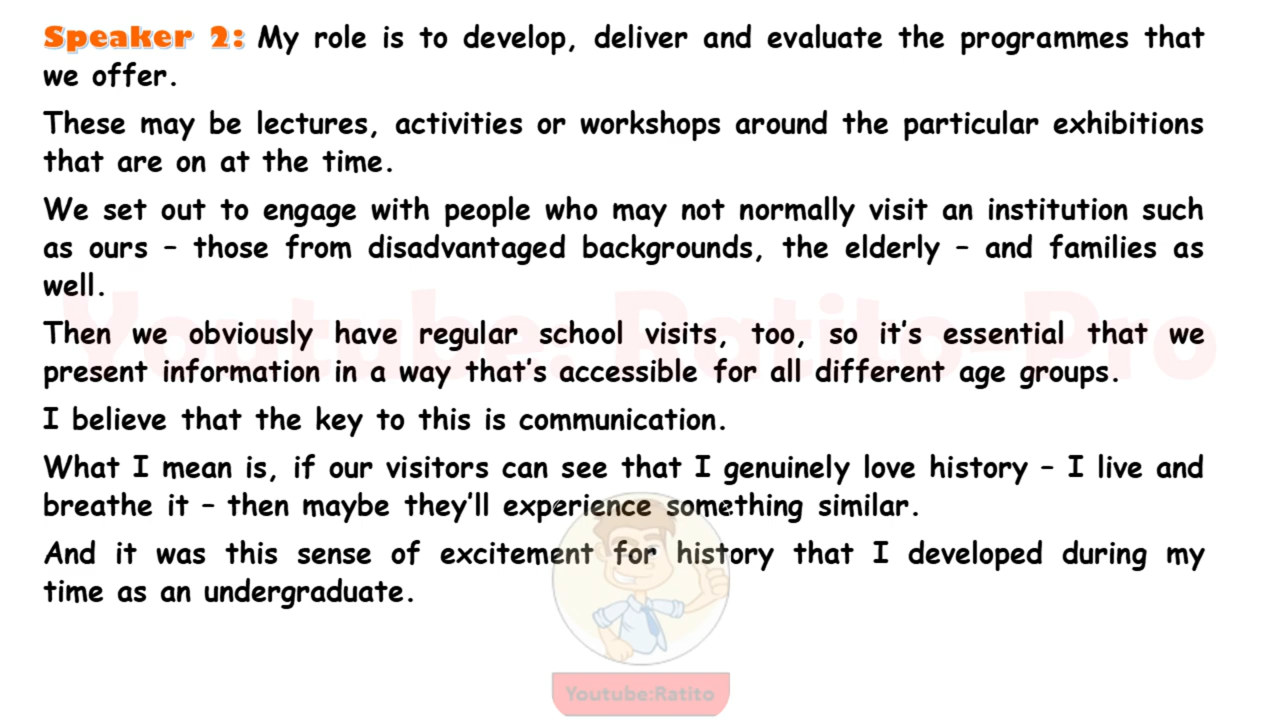 Speaker 2: My role is to develop, deliver and evaluate the programmes that
we offer.
These may be lectures, activities or workshops around the particular exhibitions
that are on at the time.
We set out to engage with people who may not normally visit an institution such
as ours – those from disadvantaged backgrounds, the elderly – and families as
well.
Then we obviously have regular school visits, too, so it's essential that we
present information in a way that's accessible for all different age groups.
I believe that the key to this is communication.
What I mean is, if our visitors can see that I genuinely love history – I live and
breathe it – then maybe they'll experience something similar.
And it was this sense of excitement for history that I developed during my
time as an undergraduate.
Youtube: Ratito-Pro
Youtube:Ratito